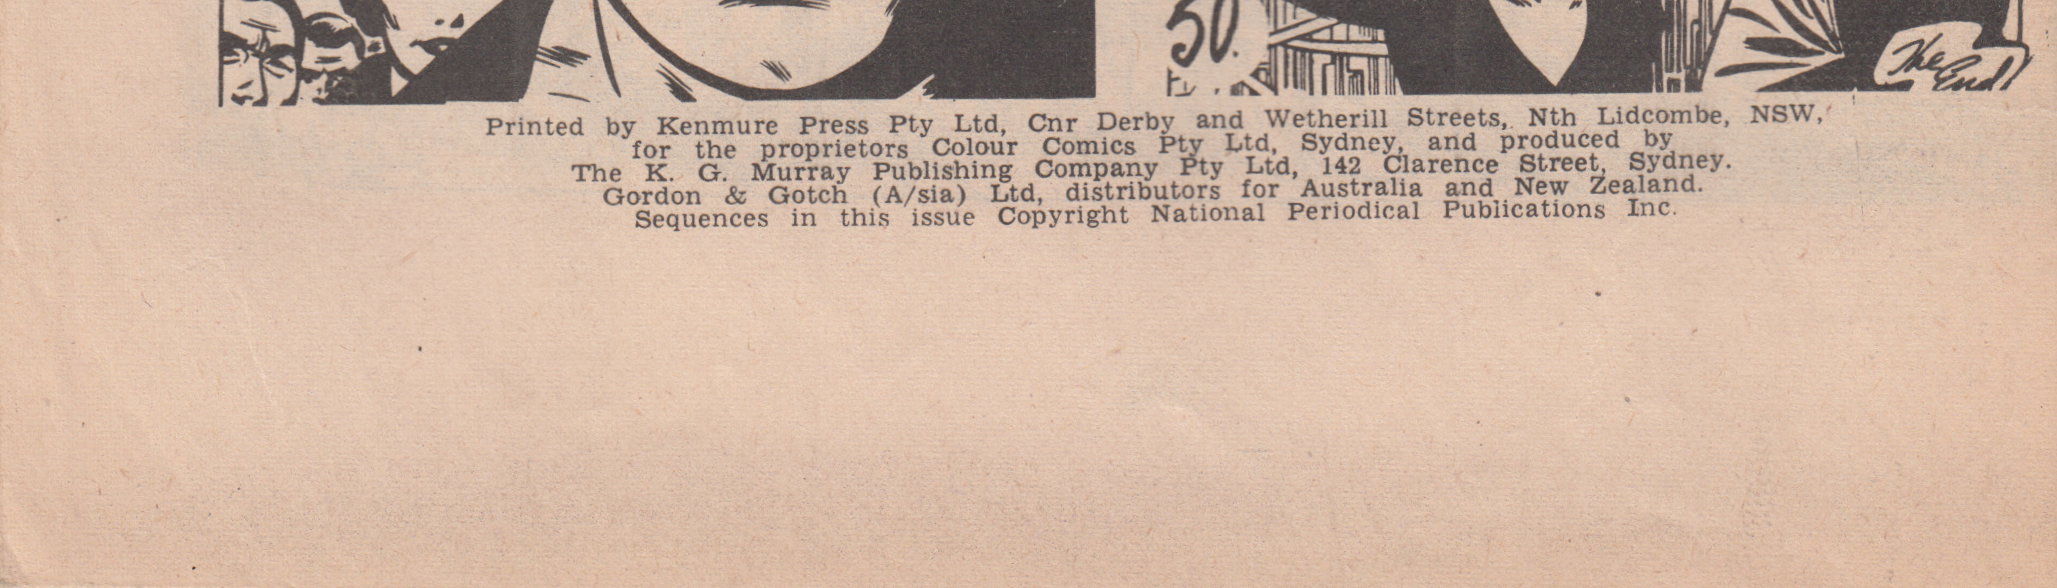 50.
The
End
Printed by Kenmure Press Pty Ltd, Cnr Derby and Wetherill Streets, Nth Lidcombe, NSW,
for the proprietors Colour Comics Pty Ltd, Sydney, and produced by
The K. G. Murray Publishing Company Pty Ltd, 142 Clarence Street, Sydney.
Gordon & Gotch (A/sia) Ltd, distributors for Australia and New Zealand.
Sequences in this issue Copyright National Periodical Publications Inc.